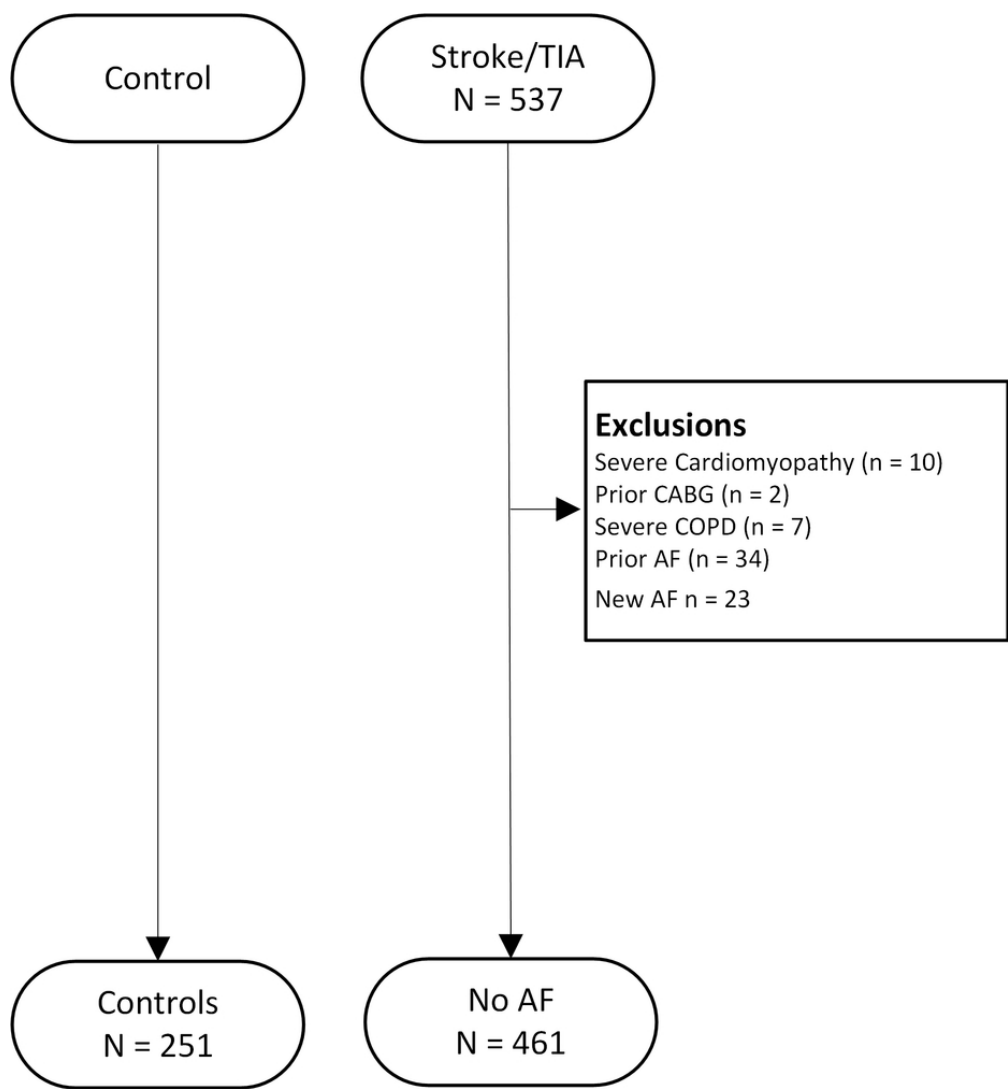 Control
Stroke/TIA
N = 537
Exclusions
Severe Cardiomyopathy (n = 10)
Prior CABG (n = 2)
Severe COPD (n = 7)
Prior AF (n = 34)
New AF n = 23
Controls
N = 251
No AF
N = 461